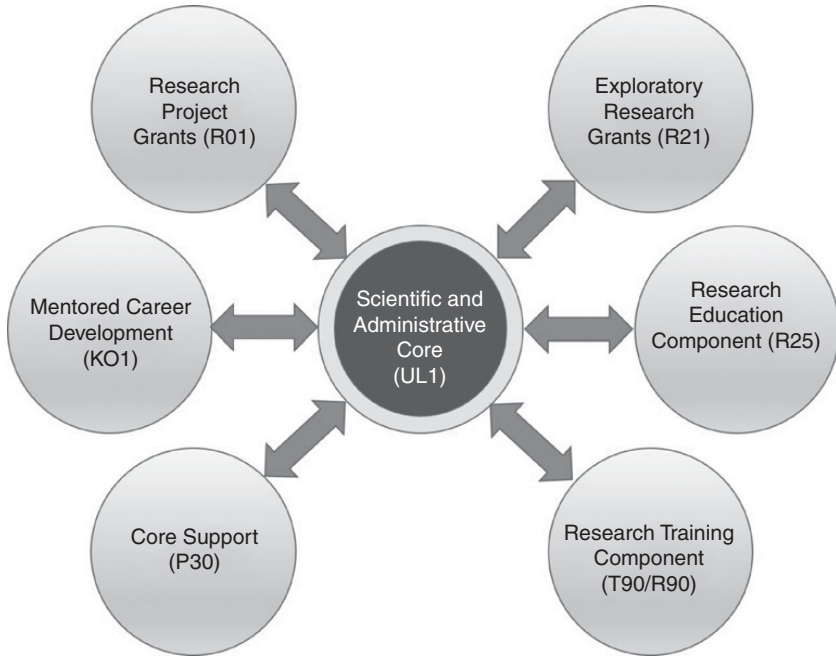 Research
Project
Grants (R01)
Exploratory
Research
Grants (R21)
Mentored Career
Development
(KO1)
Scientific and
Administrative
Core
(UL1)
Research
Education
Component (R25)
Core Support
(P30)
Research Training
Component
(T90/R90)